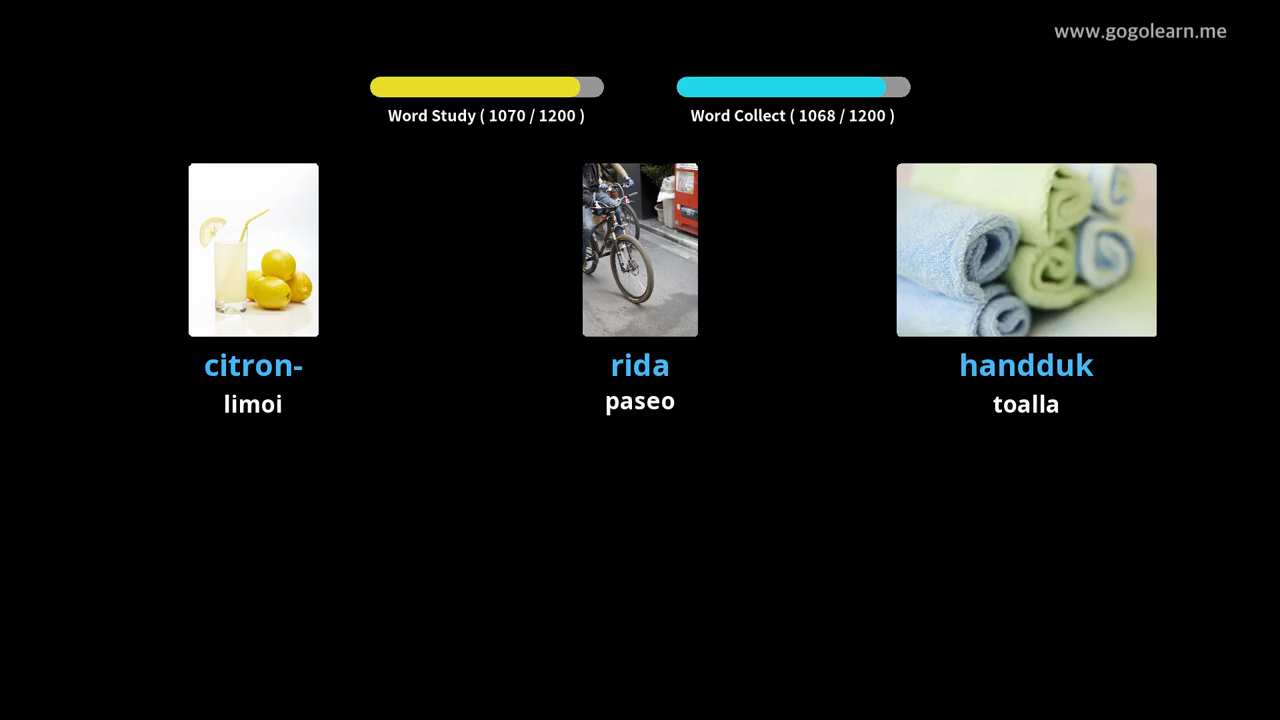 www.gogolearn.me
Word Study ( 1070 / 1200 )
Word Collect ( 1068 / 1200 )
citron-
limoi
rida
paseo
handduk
toalla